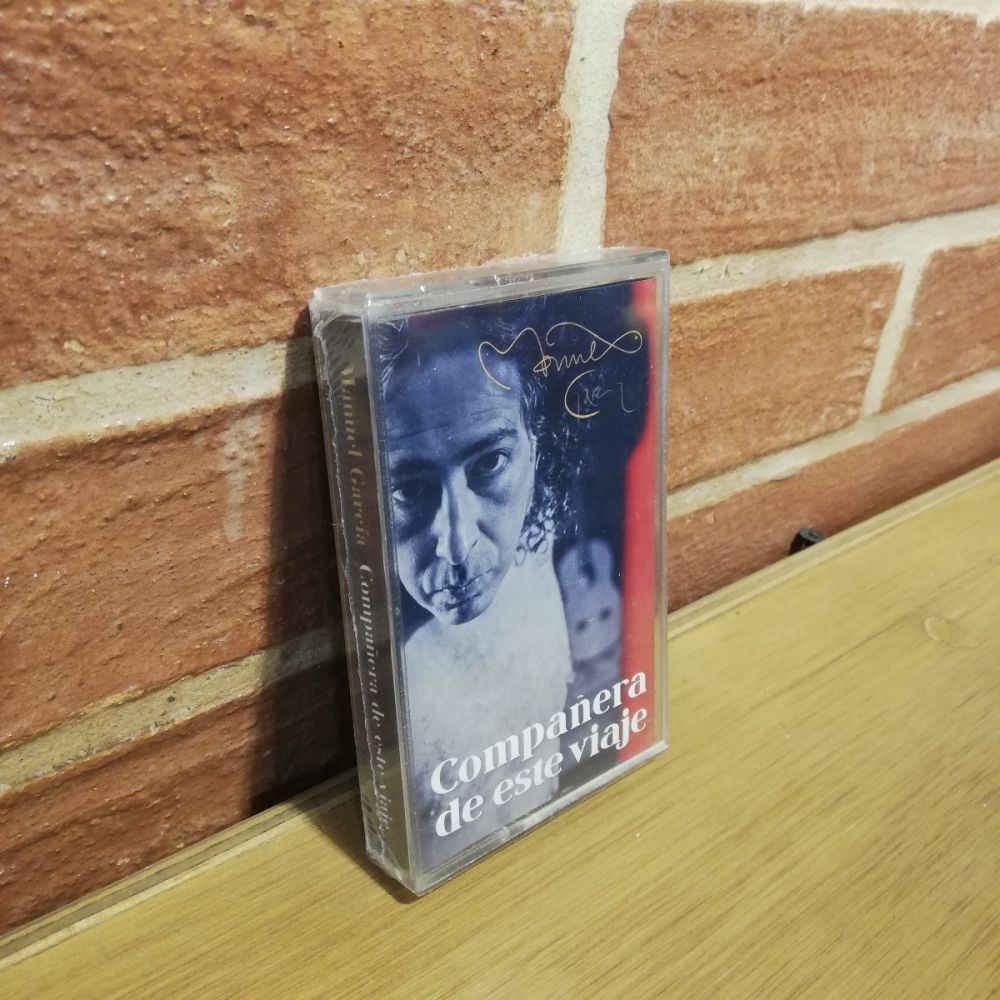 Manuel
García
Compañera
de este viaje
Manuel García Compañera de este viaje